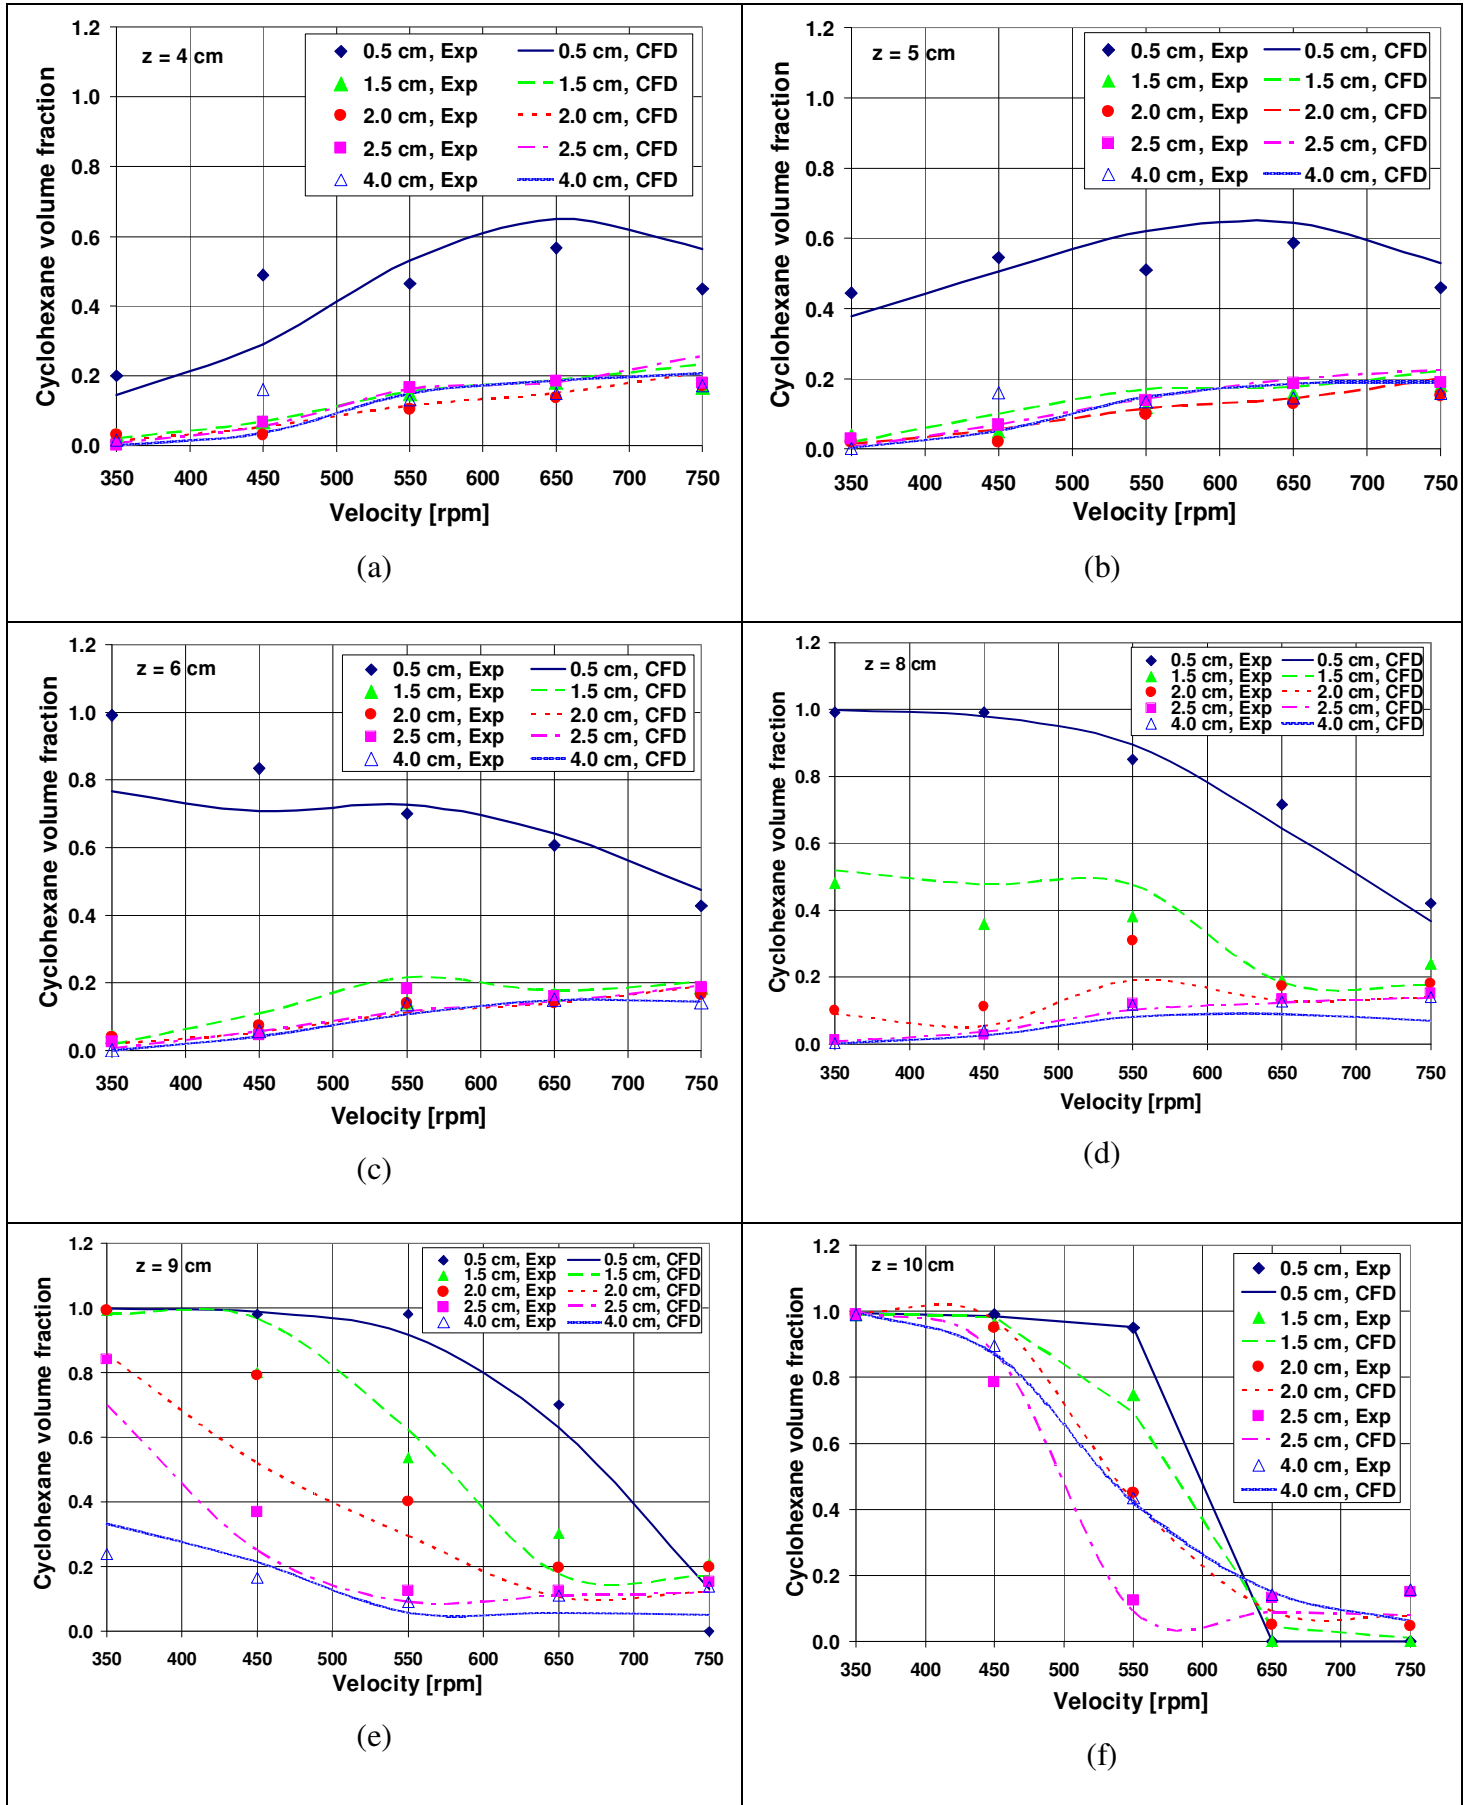 z = 4 cm
0.5 cm, Exp 0.5 cm, CFD
1.5 cm, Exp 1.5 cm, CFD
2.0 cm, Exp 2.0 cm, CFD
2.5 cm, Exp 2.5 cm, CFD
4.0 cm, Exp 4.0 cm, CFD
Cyclohexane volume fraction
1.2
1.0
0.8
0.6
0.4
0.2
0.0
350 400 450 500 550 600 650 700 750
Velocity [rpm]
(a)
z = 5 cm
0.5 cm, Exp 0.5 cm, CFD
1.5 cm, Exp 1.5 cm, CFD
2.0 cm, Exp 2.0 cm, CFD
2.5 cm, Exp 2.5 cm, CFD
4.0 cm, Exp 4.0 cm, CFD
Cyclohexane volume fraction
1.2
1.0
0.8
0.6
0.4
0.2
0.0
350 400 450 500 550 600 650 700 750
Velocity [rpm]
(b)
z = 6 cm
0.5 cm, Exp 0.5 cm, CFD
1.5 cm, Exp 1.5 cm, CFD
2.0 cm, Exp 2.0 cm, CFD
2.5 cm, Exp 2.5 cm, CFD
4.0 cm, Exp 4.0 cm, CFD
Cyclohexane volume fraction
1.2
1.0
0.8
0.6
0.4
0.2
0.0
350 400 450 500 550 600 650 700 750
Velocity [rpm]
(c)
z = 8 cm
0.5 cm, Exp 0.5 cm, CFD
1.5 cm, Exp 1.5 cm, CFD
2.0 cm, Exp 2.0 cm, CFD
2.5 cm, Exp 2.5 cm, CFD
4.0 cm, Exp 4.0 cm, CFD
Cyclohexane volume fraction
1.2
1.0
0.8
0.6
0.4
0.2
0.0
350 400 450 500 550 600 650 700 750
Velocity [rpm]
(d)
z = 9 cm
0.5 cm, Exp 0.5 cm, CFD
1.5 cm, Exp 1.5 cm, CFD
2.0 cm, Exp 2.0 cm, CFD
2.5 cm, Exp 2.5 cm, CFD
4.0 cm, Exp 4.0 cm, CFD
Cyclohexane volume fraction
1.2
1.0
0.8
0.6
0.4
0.2
0.0
350 400 450 500 550 600 650 700 750
Velocity [rpm]
(e)
z = 10 cm
0.5 cm, Exp
0.5 cm, CFD
1.5 cm, Exp
1.5 cm, CFD
2.0 cm, Exp
2.0 cm, CFD
2.5 cm, Exp
2.5 cm, CFD
4.0 cm, Exp
4.0 cm, CFD
Cyclohexane volume fraction
1.2
1.0
0.8
0.6
0.4
0.2
0.0
350 400 450 500 550 600 650 700 750
Velocity [rpm]
(f)